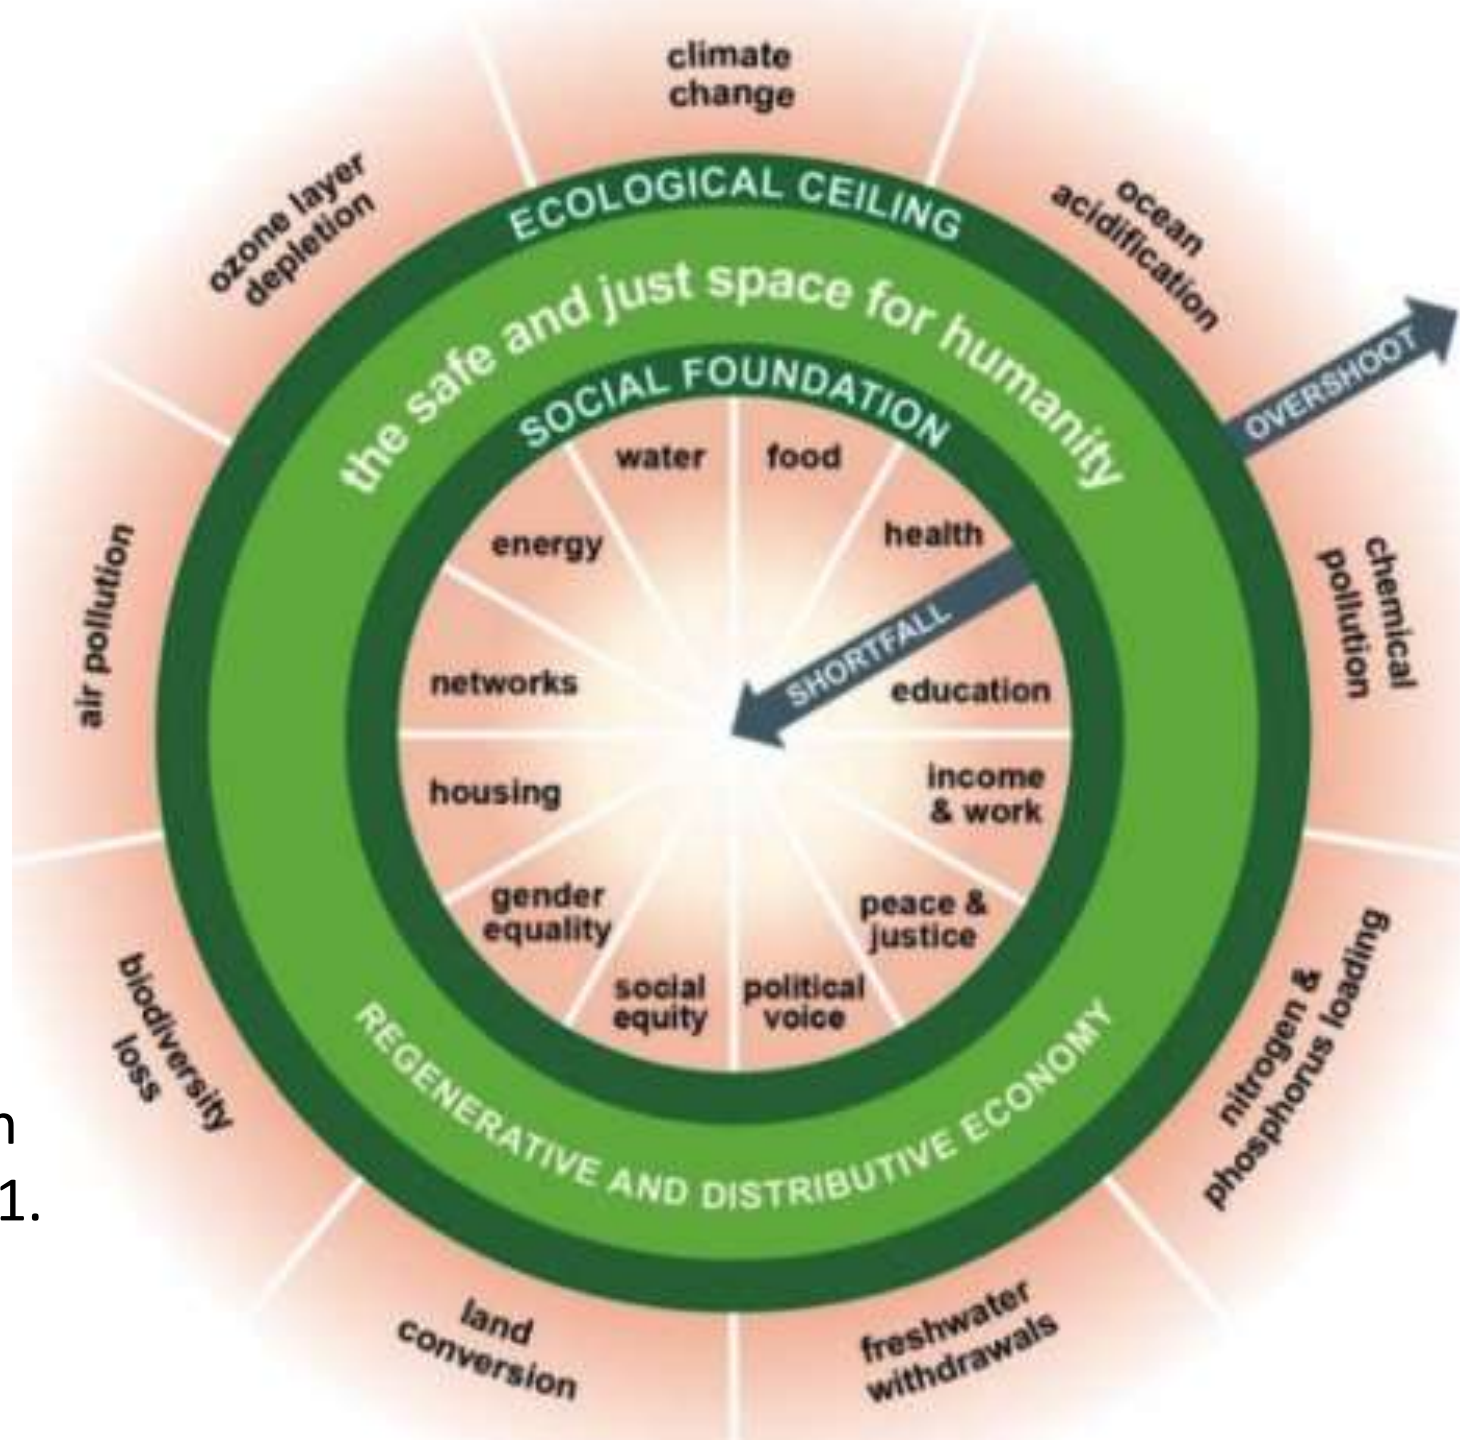 climate
change
ozone layer
depletion
ocean
acidification
ECOLOGICAL CEILING
the safe and just space for humanity
OVERSHOOT
SOCIAL FOUNDATION
water
food
energy
health
SHORTFALL
air pollution
chemical
pollution
networks
education
housing
income
& work
gender
equality
peace &
justice
social
equity
political
voice
biodiversity
loss
nitrogen &
phosphorus loading
REGENERATIVE AND DISTRIBUTIVE ECONOMY
n
1.
land
conversion
freshwater
withdrawals